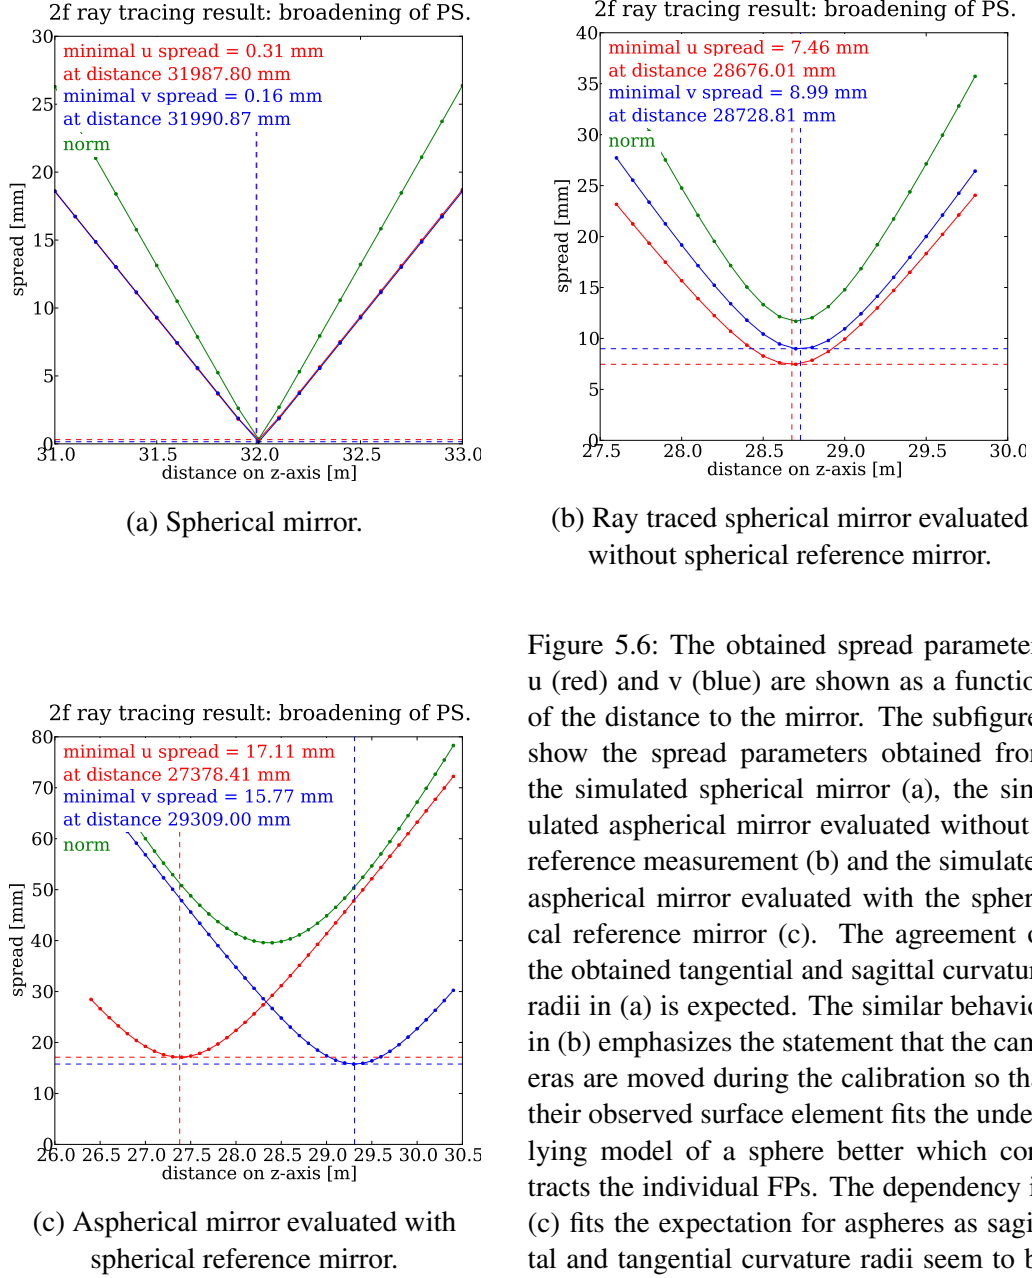 2f ray tracing result: broadening of PS.
30
25
20
15
10
5
0
spread [mm]
minimal u spread = 0.31 mm
at distance 31987.80 mm
minimal v spread = 0.16 mm
at distance 31990.87 mm
norm
31.0 31.5 32.0 32.5 33.0
distance on z-axis [m]
(a) Spherical mirror.
2f ray tracing result: broadening of PS.
40
35
30
25
20
15
10
5
0
spread [mm]
minimal u spread = 7.46 mm
at distance 28676.01 mm
minimal v spread = 8.99 mm
at distance 28728.81 mm
norm
27.5 28.0 28.5 29.0 29.5 30.0
distance on z-axis [m]
(b) Ray traced spherical mirror evaluated
without spherical reference mirror.
2f ray tracing result: broadening of PS.
80
70
60
50
40
30
20
10
0
spread [mm]
minimal u spread = 17.11 mm
at distance 27378.41 mm
minimal v spread = 15.77 mm
at distance 29309.00 mm
norm
26.0 26.5 27.0 27.5 28.0 28.5 29.0 29.5 30.0 30.5
distance on z-axis [m]
(c) Aspherical mirror evaluated with
spherical reference mirror.
Figure 5.6: The obtained spread parameter
u (red) and v (blue) are shown as a functio
of the distance to the mirror. The subfigure
show the spread parameters obtained fro
the simulated spherical mirror (a), the sim
ulated aspherical mirror evaluated without
reference measurement (b) and the simulate
aspherical mirror evaluated with the spher
cal reference mirror (c). The agreement o
the obtained tangential and sagittal curvatur
radii in (a) is expected. The similar behavio
in (b) emphasizes the statement that the cam
eras are moved during the calibration so tha
their observed surface element fits the unde
lying model of a sphere better which con
tracts the individual FPs. The dependency i
(c) fits the expectation for aspheres as sagi
tal and tangential curvature radii seem to b